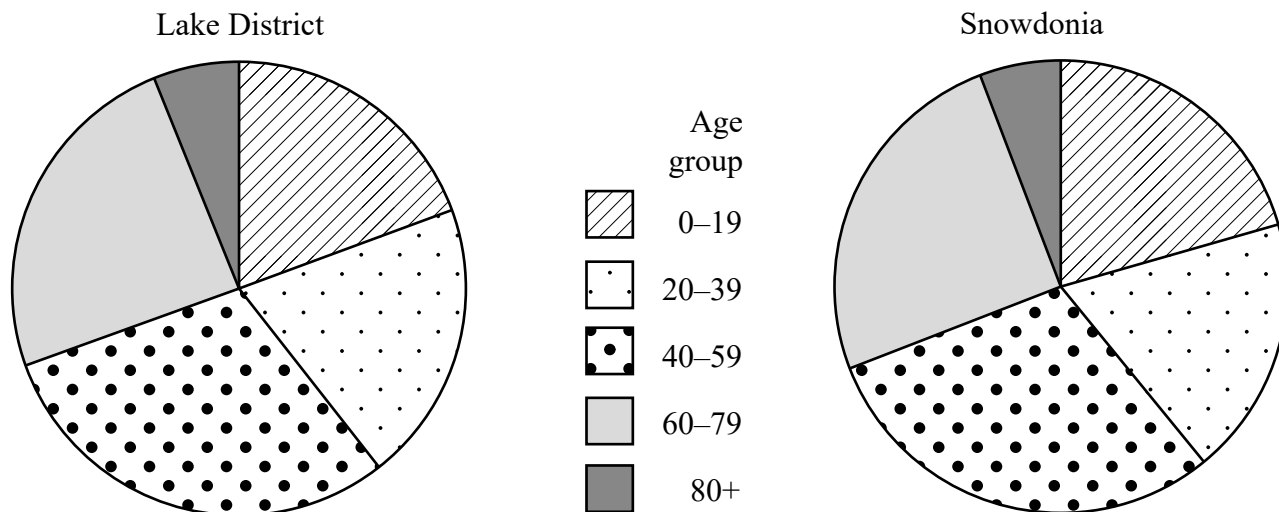 Lake District
Snowdonia
Age
group
0–19
20–39
40–59
60–79
80+